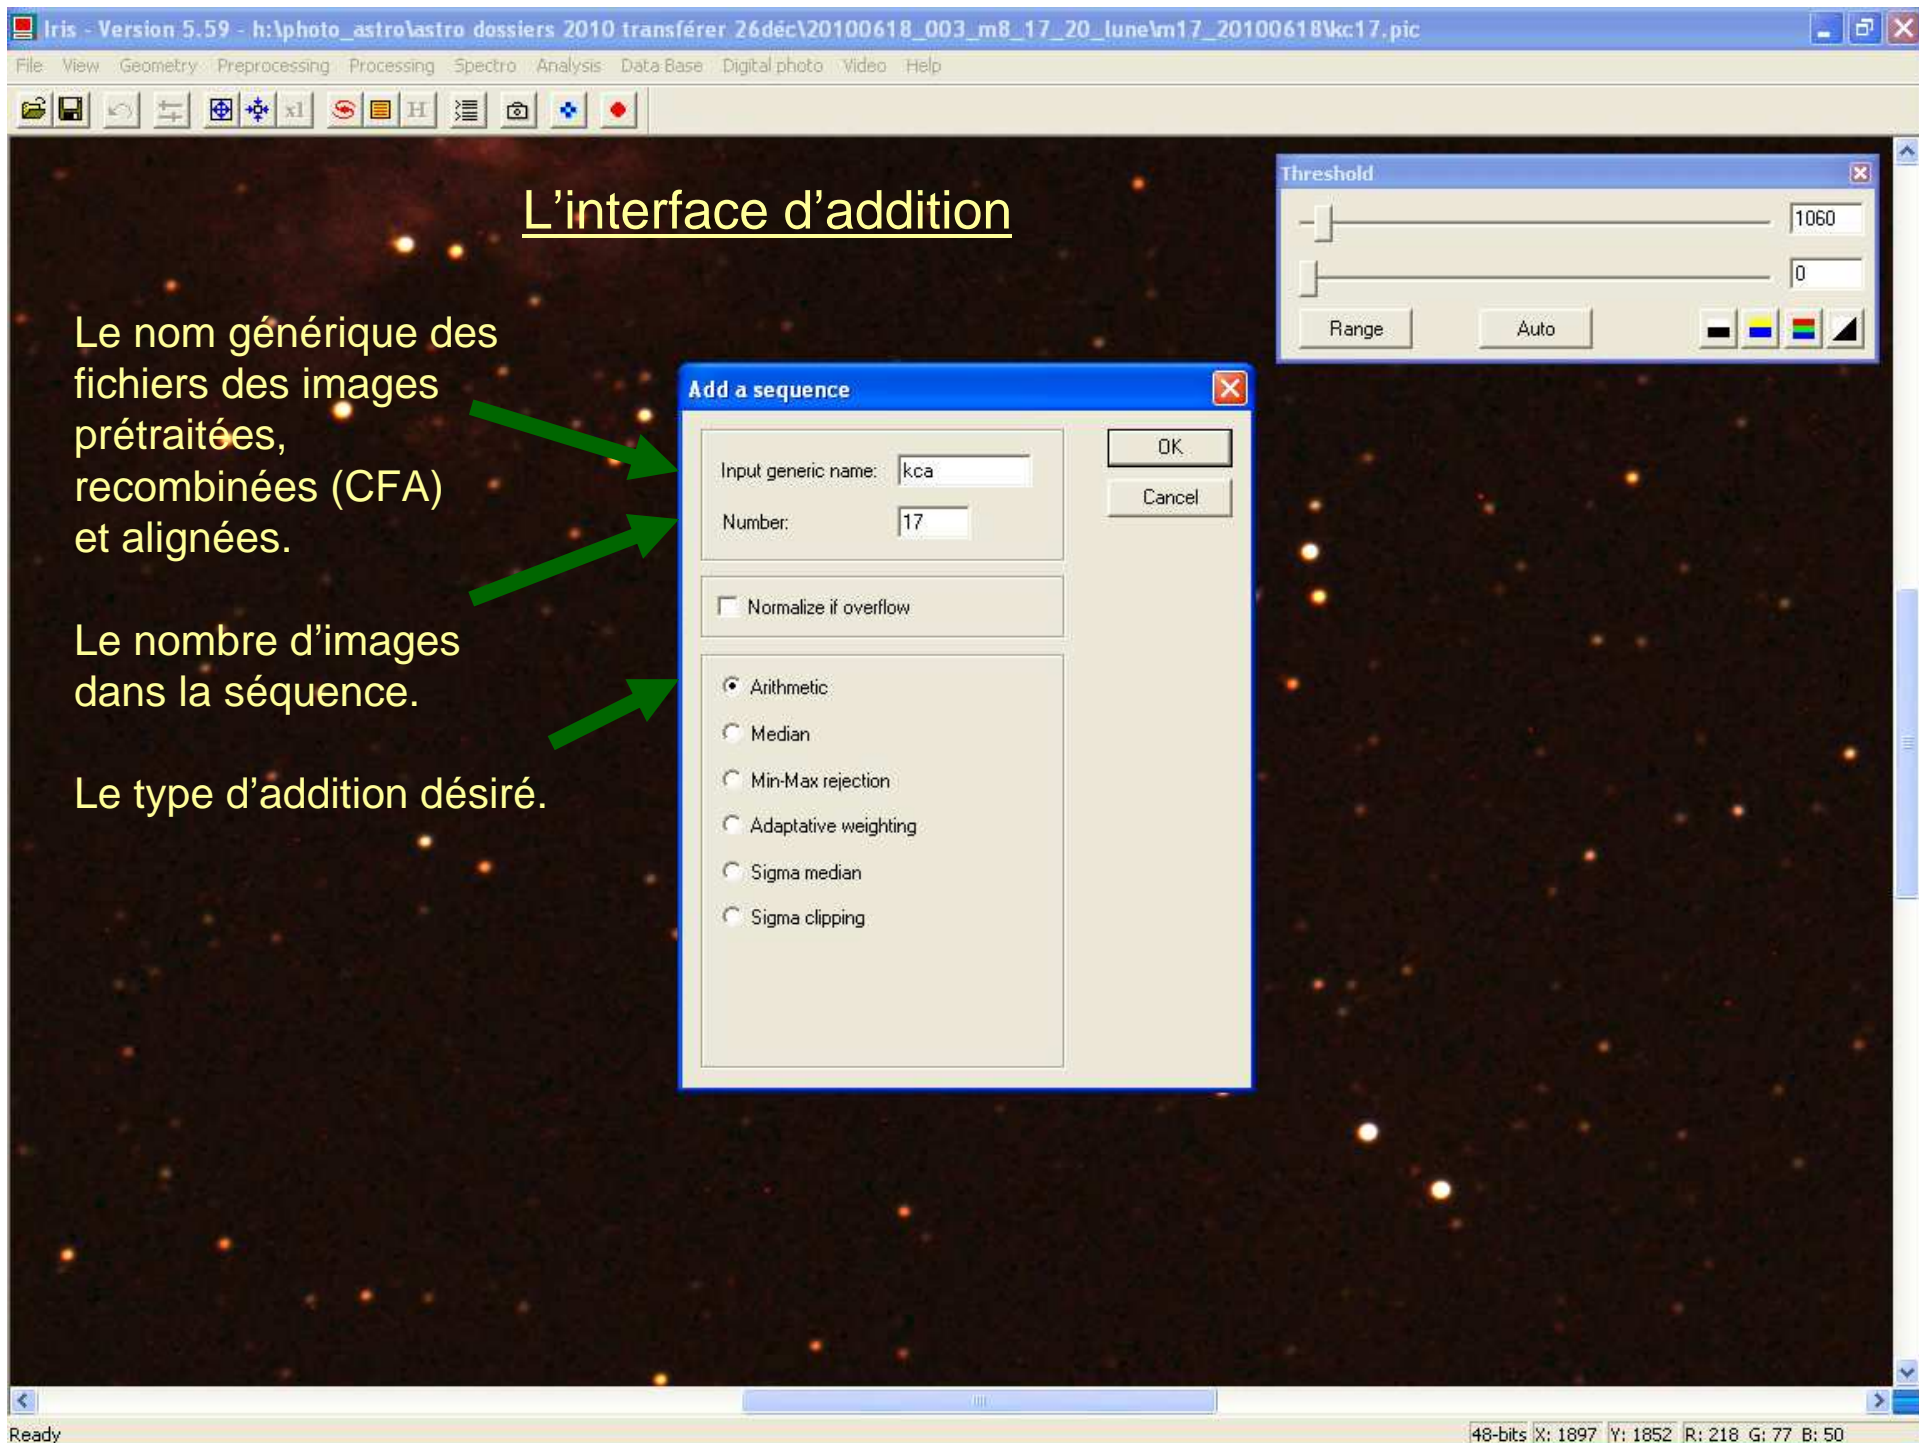 Iris - Version 5.59 - h:\photo_astro\astro dossiers 2010 transférer 26déc\20100618_003_m8_17_20_lune\m17_20100618\kc17.pic
File View Geometry Preprocessing Processing Spectro Analysis Data Base Digital photo Video Help
x1 H
L’interface d’addition
Threshold
1060
0
Range Auto
Le nom générique des
fichiers des images
prétraitées,
recombinées (CFA)
et alignées.
Le nombre d’images
dans la séquence.
Le type d’addition désiré.
Add a sequence
Input generic name: kca
Number: 17
OK
Cancel
Normalize if overflow
Arithmetic
Median
Min-Max rejection
Adaptative weighting
Sigma median
Sigma clipping
Ready
48-bits X: 1897 Y: 1852 R: 218 G: 77 B: 50